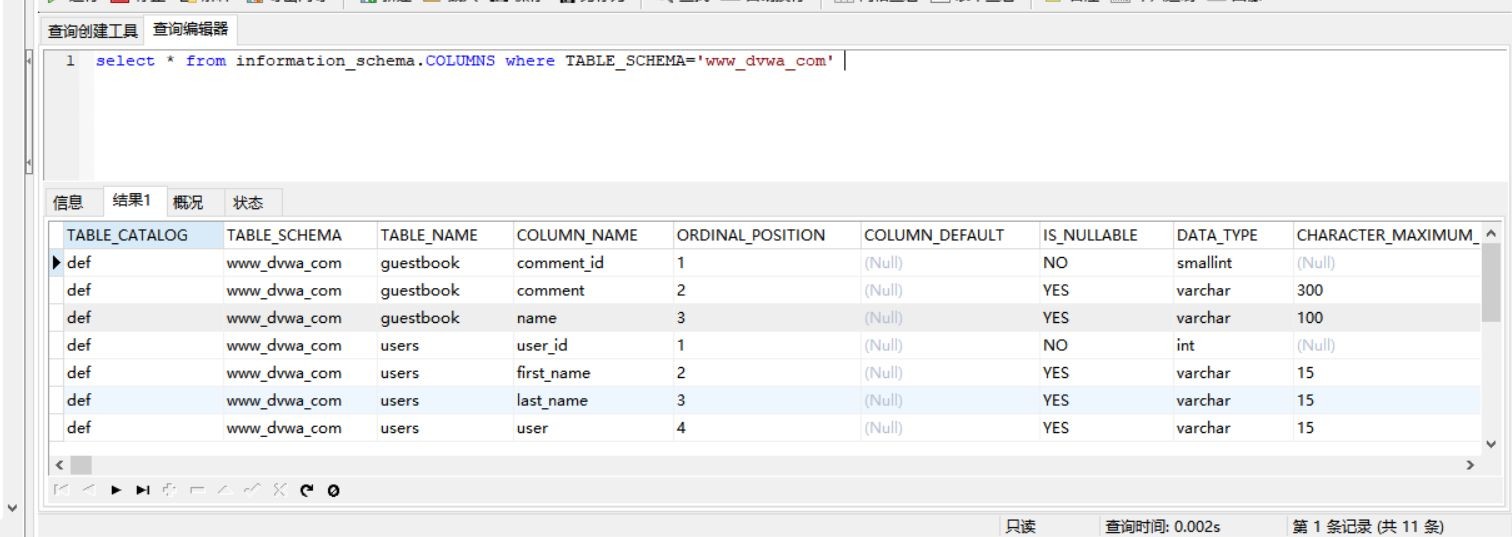 查询创建工具 查询编辑器
1 select * from information_schema.COLUMNS where TABLE_SCHEMA='www_dvwa_com'
信息 结果1 概况 状态
TABLE_CATALOG TABLE_SCHEMA TABLE_NAME COLUMN_NAME ORDINAL_POSITION COLUMN_DEFAULT IS_NULLABLE DATA_TYPE CHARACTER_MAXIMUM_
def www_dvwa_com guestbook comment_id 1 (Null) NO smallint (Null)
def www_dvwa_com guestbook comment 2 (Null) YES varchar 300
def www_dvwa_com guestbook name 3 (Null) YES varchar 100
def www_dvwa_com users user_id 1 (Null) NO int (Null)
def www_dvwa_com users first_name 2 (Null) YES varchar 15
def www_dvwa_com users last_name 3 (Null) YES varchar 15
def www_dvwa_com users user 4 (Null) YES varchar 15
只读 查询时间: 0.002s 第 1 条记录 (共 11 条)